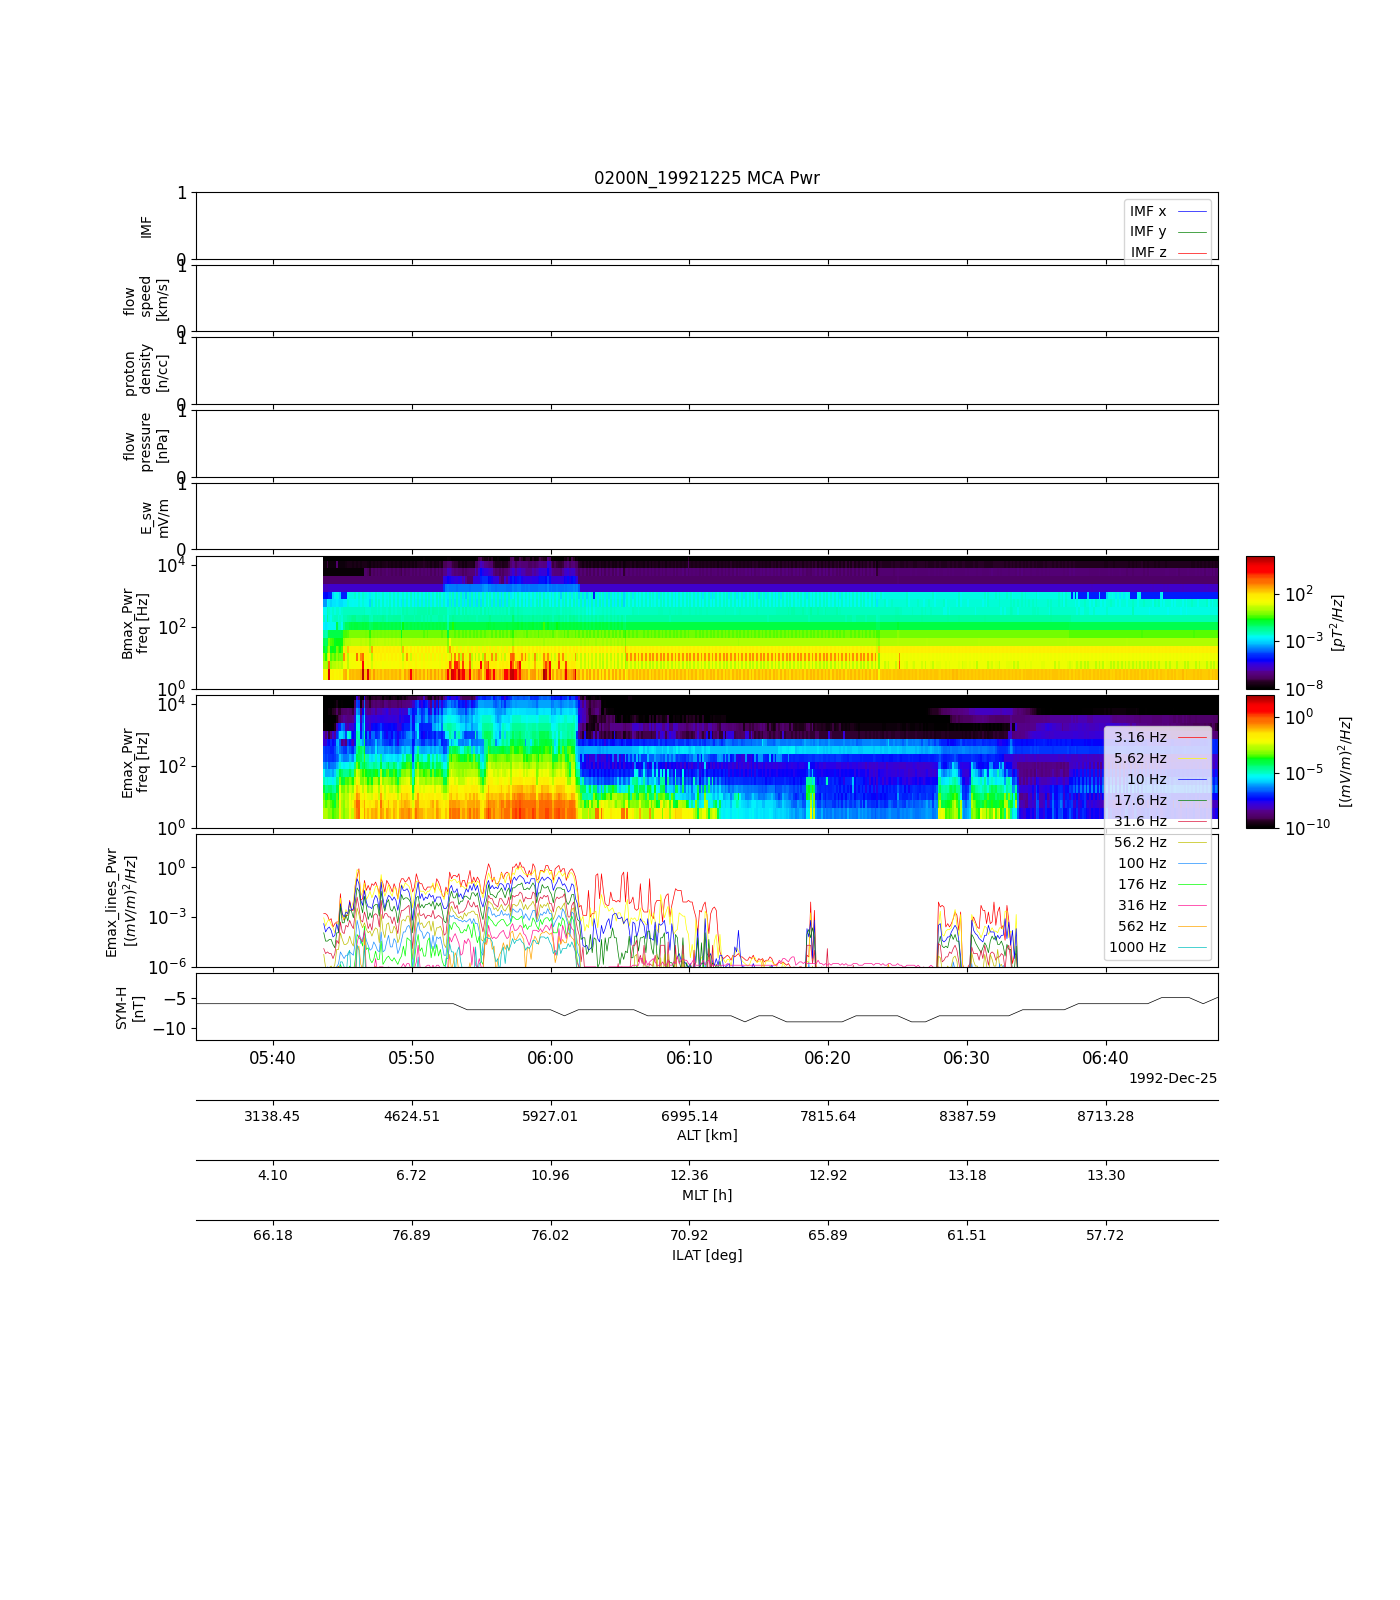 0200N_19921225 MCA Pwr
1
IMF
0
IMF x
IMF y
IMF z
1
flow
speed
[km/s]
0
1
proton
density
[n/cc]
0
1
flow
pressure
[nPa]
0
1
E_sw
mV/m
0
10^4
10^2
10^0
Bmax_Pwr
freq [Hz]
10^2
10^-3
10^-8
[pT^2/Hz]
10^4
10^2
10^0
Emax_Pwr
freq [Hz]
10^0
10^-5
10^-10
[(mV/m)^2/Hz]
3.16 Hz
5.62 Hz
10 Hz
17.6 Hz
31.6 Hz
56.2 Hz
100 Hz
176 Hz
316 Hz
562 Hz
1000 Hz
10^0
10^-3
10^-6
Emax_lines_Pwr
[(mV/m)^2/Hz]
−5
−10
SYM-H
[nT]
05:40 05:50 06:00 06:10 06:20 06:30 06:40
1992-Dec-25
3138.45 4624.51 5927.01 6995.14 7815.64 8387.59 8713.28
ALT [km]
4.10 6.72 10.96 12.36 12.92 13.18 13.30
MLT [h]
66.18 76.89 76.02 70.92 65.89 61.51 57.72
ILAT [deg]